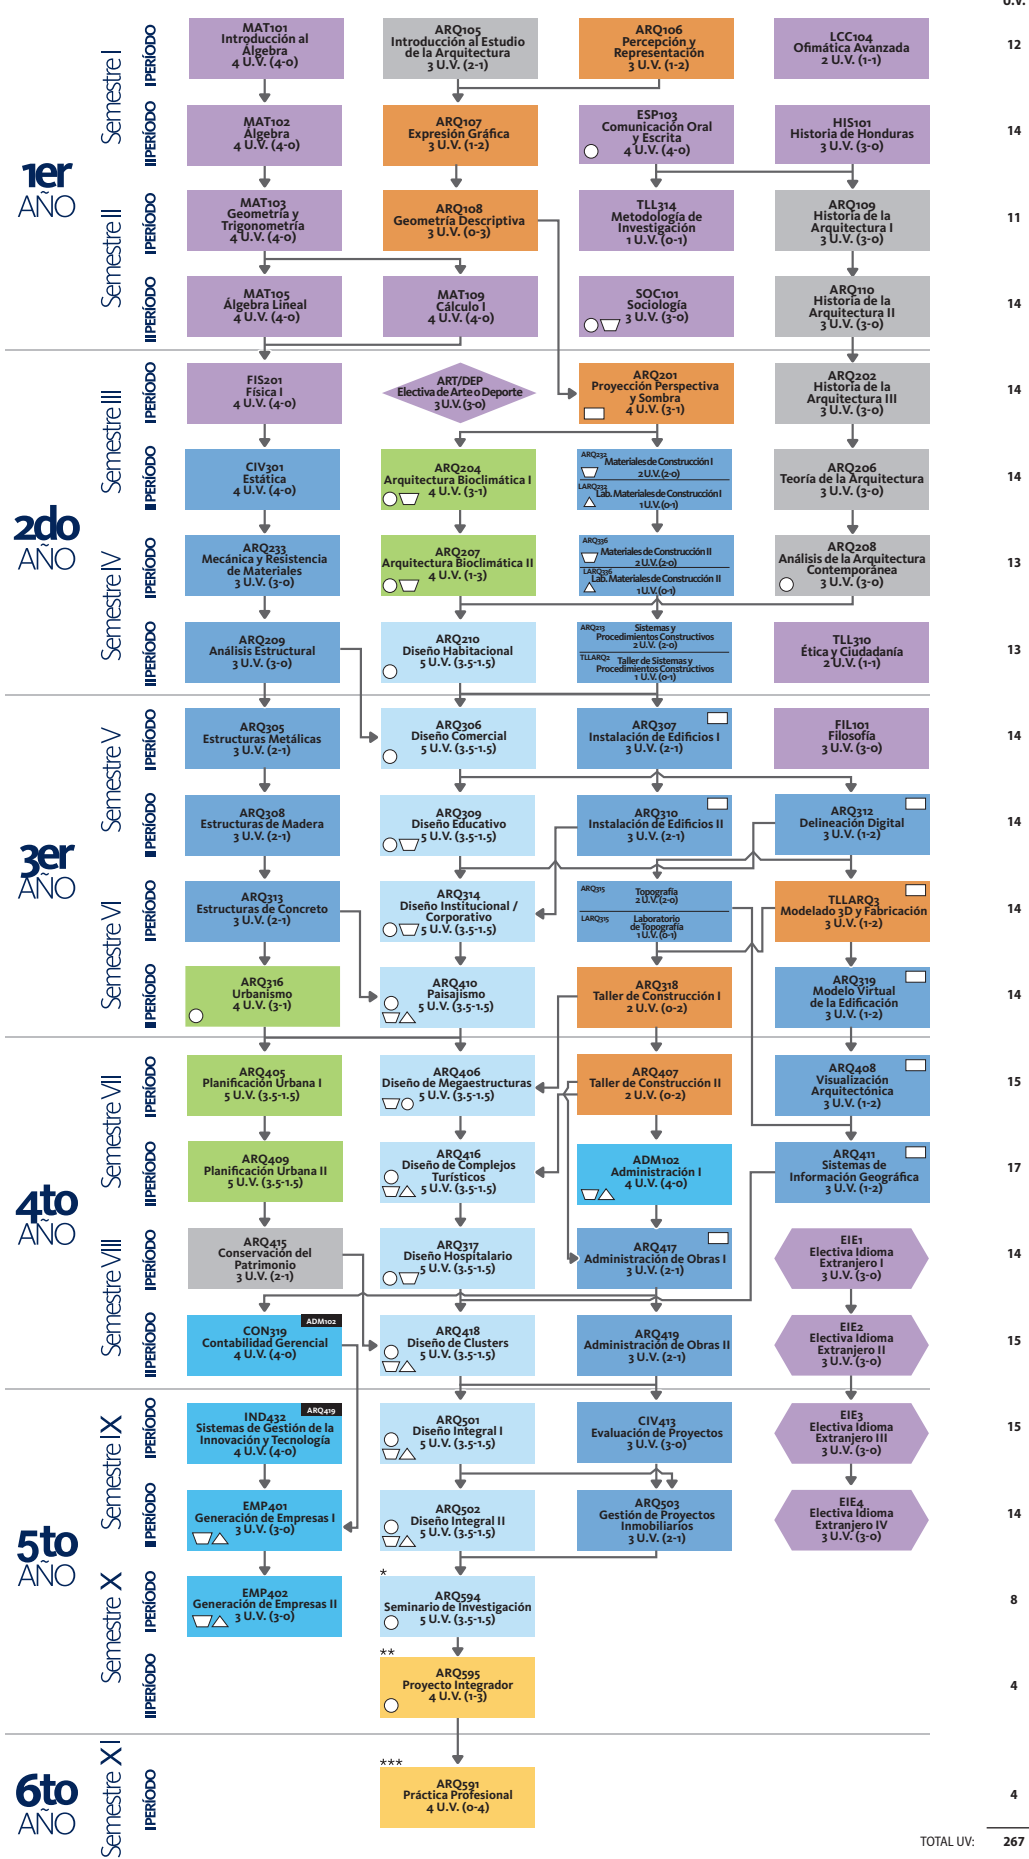 U.V.
1er
AÑO
Semestre I
I PERÍODO
MAT101
Introducción al
Álgebra
4 U.V. (4-0)
ARQ105
Introducción al Estudio
de la Arquitectura
3 U.V. (2-1)
ARQ106
Percepción y
Representación
3 U.V. (1-2)
LCC104
Ofimática Avanzada
2 U.V. (1-1)
12
II PERÍODO
MAT102
Álgebra
4 U.V. (4-0)
ARQ107
Expresión Gráfica
3 U.V. (1-2)
ESP103
Comunicación Oral
y Escrita
4 U.V. (4-0)
HIS101
Historia de Honduras
3 U.V. (3-0)
14
Semestre II
I PERÍODO
MAT103
Geometría y
Trigonometría
4 U.V. (4-0)
ARQ108
Geometría Descriptiva
3 U.V. (0-3)
TLL314
Metodología de
Investigación
1 U.V. (0-1)
ARQ109
Historia de la
Arquitectura I
3 U.V. (3-0)
11
II PERÍODO
MAT105
Álgebra Lineal
4 U.V. (4-0)
MAT109
Cálculo I
4 U.V. (4-0)
SOC101
Sociología
3 U.V. (3-0)
ARQ110
Historia de la
Arquitectura II
3 U.V. (3-0)
14
2do
AÑO
Semestre III
I PERÍODO
FIS201
Física I
4 U.V. (4-0)
ART/DEP
Electiva de Arte o Deporte
3 U.V. (3-0)
ARQ201
Proyección Perspectiva
y Sombra
4 U.V. (3-1)
ARQ202
Historia de la
Arquitectura III
3 U.V. (3-0)
14
II PERÍODO
CIV301
Estática
4 U.V. (4-0)
ARQ204
Arquitectura Bioclimática I
4 U.V. (3-1)
ARQ232
Materiales de Construcción I
2 U.V. (2-0)
LARQ232
Lab. Materiales de Construcción I
1 U.V. (0-1)
ARQ206
Teoría de la Arquitectura
3 U.V. (3-0)
14
Semestre IV
I PERÍODO
ARQ233
Mecánica y Resistencia
de Materiales
3 U.V. (3-0)
ARQ207
Arquitectura Bioclimática II
4 U.V. (1-3)
ARQ336
Materiales de Construcción II
2 U.V. (2-0)
LARQ336
Lab. Materiales de Construcción II
1 U.V. (0-1)
ARQ208
Análisis de la Arquitectura
Contemporánea
3 U.V. (3-0)
13
II PERÍODO
ARQ209
Análisis Estructural
3 U.V. (3-0)
ARQ210
Diseño Habitacional
5 U.V. (3.5-1.5)
ARQ213
Sistemas y
Procedimientos Constructivos
2 U.V. (2-0)
TLLARQ2
Taller de Sistemas y
Procedimientos Constructivos
1 U.V. (0-1)
TLL310
Ética y Ciudadanía
2 U.V. (1-1)
13
3er
AÑO
Semestre V
I PERÍODO
ARQ305
Estructuras Metálicas
3 U.V. (2-1)
ARQ306
Diseño Comercial
5 U.V. (3.5-1.5)
ARQ307
Instalación de Edificios I
3 U.V. (2-1)
FIL101
Filosofía
3 U.V. (3-0)
14
II PERÍODO
ARQ308
Estructuras de Madera
3 U.V. (2-1)
ARQ309
Diseño Educativo
5 U.V. (3.5-1.5)
ARQ310
Instalación de Edificios II
3 U.V. (2-1)
ARQ312
Delineación Digital
3 U.V. (1-2)
14
Semestre VI
I PERÍODO
ARQ313
Estructuras de Concreto
3 U.V. (2-1)
ARQ314
Diseño Institucional /
Corporativo
5 U.V. (3.5-1.5)
ARQ315
Topografía
2 U.V. (2-0)
LARQ315
Laboratorio
de Topografía
1 U.V. (0-1)
TLLARQ3
Modelado 3D y Fabricación
3 U.V. (1-2)
14
II PERÍODO
ARQ316
Urbanismo
4 U.V. (3-1)
ARQ410
Paisajismo
5 U.V. (3.5-1.5)
ARQ318
Taller de Construcción I
2 U.V. (0-2)
ARQ319
Modelo Virtual
de la Edificación
3 U.V. (1-2)
14
4to
AÑO
Semestre VII
I PERÍODO
ARQ405
Planificación Urbana I
5 U.V. (3.5-1.5)
ARQ406
Diseño de Megaestructuras
5 U.V. (3.5-1.5)
ARQ407
Taller de Construcción II
2 U.V. (0-2)
ARQ408
Visualización
Arquitectónica
3 U.V. (1-2)
15
II PERÍODO
ARQ409
Planificación Urbana II
5 U.V. (3.5-1.5)
ARQ416
Diseño de Complejos
Turísticos
5 U.V. (3.5-1.5)
ADM102
Administración I
4 U.V. (4-0)
ARQ411
Sistemas de
Información Geográfica
3 U.V. (1-2)
17
Semestre VIII
I PERÍODO
ARQ415
Conservación del
Patrimonio
3 U.V. (2-1)
ARQ317
Diseño Hospitalario
5 U.V. (3.5-1.5)
ARQ417
Administración de Obras I
3 U.V. (2-1)
EIE1
Electiva Idioma
Extranjero I
3 U.V. (3-0)
14
II PERÍODO
ADM102
CON319
Contabilidad Gerencial
4 U.V. (4-0)
ARQ418
Diseño de Clusters
5 U.V. (3.5-1.5)
ARQ419
Administración de Obras II
3 U.V. (2-1)
EIE2
Electiva Idioma
Extranjero II
3 U.V. (3-0)
15
5to
AÑO
Semestre IX
I PERÍODO
ARQ419
IND432
Sistemas de Gestión de la
Innovación y Tecnología
4 U.V. (4-0)
ARQ501
Diseño Integral I
5 U.V. (3.5-1.5)
CIV413
Evaluación de Proyectos
3 U.V. (3-0)
EIE3
Electiva Idioma
Extranjero III
3 U.V. (3-0)
15
II PERÍODO
EMP401
Generación de Empresas I
3 U.V. (3-0)
ARQ502
Diseño Integral II
5 U.V. (3.5-1.5)
ARQ503
Gestión de Proyectos
Inmobiliarios
3 U.V. (2-1)
EIE4
Electiva Idioma
Extranjero IV
3 U.V. (3-0)
14
Semestre X
I PERÍODO
EMP402
Generación de Empresas II
3 U.V. (3-0)
*
ARQ594
Seminario de Investigación
5 U.V. (3.5-1.5)
8
II PERÍODO
**
ARQ595
Proyecto Integrador
4 U.V. (1-3)
4
6to
AÑO
Semestre XI
I PERÍODO
***
ARQ591
Práctica Profesional
4 U.V. (0-4)
4
TOTAL UV: 267